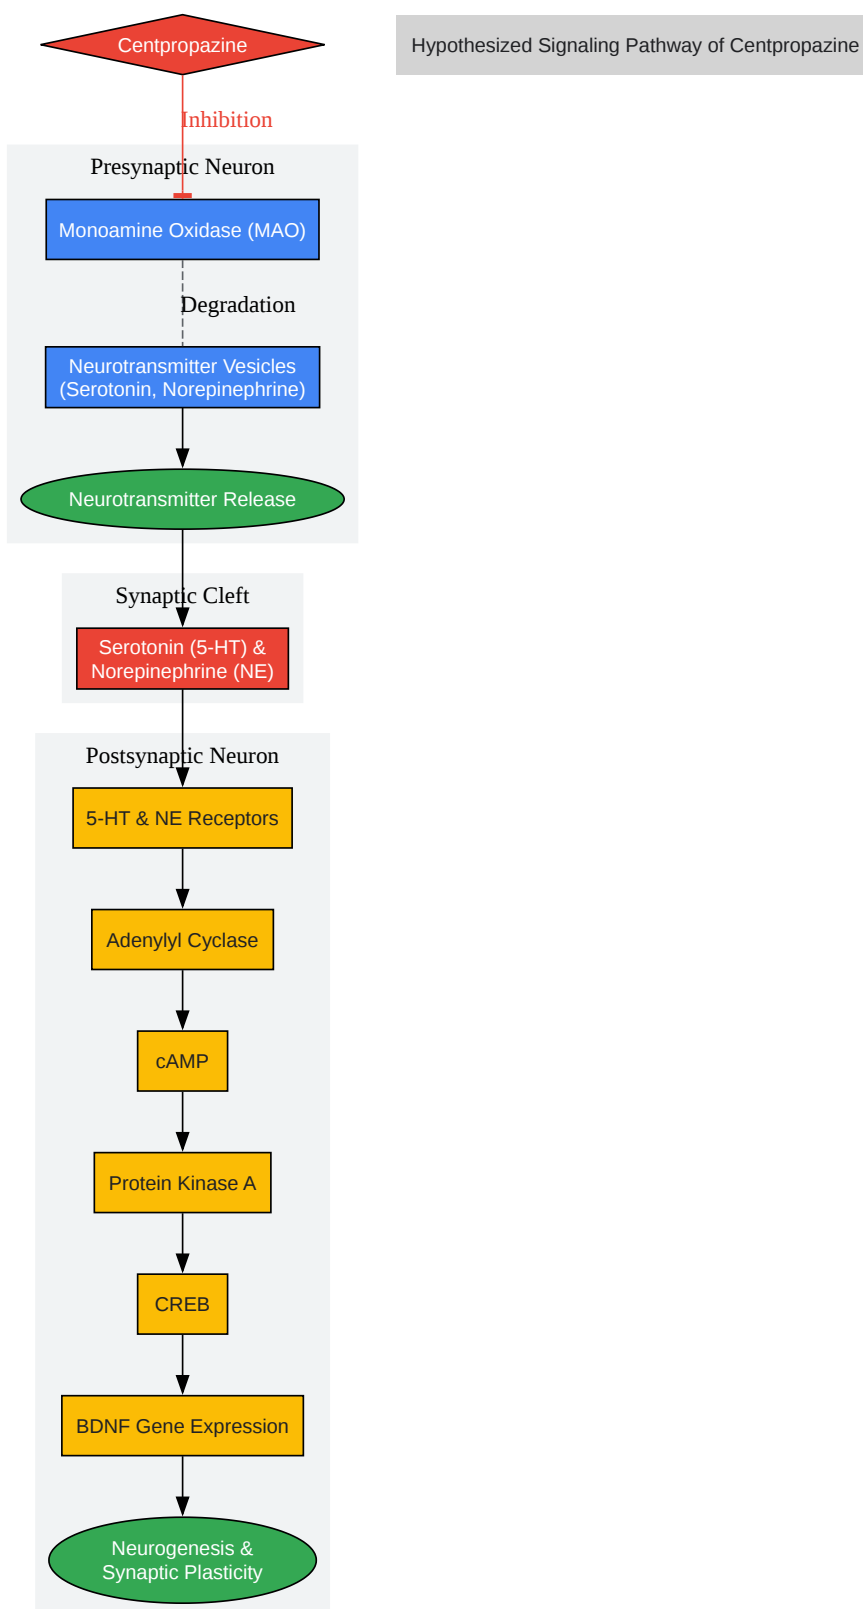 Centpropazine
Hypothesized Signaling Pathway of Centpropazine
Inhibition
Presynaptic Neuron
Monoamine Oxidase (MAO)
Degradation
Neurotransmitter Vesicles
(Serotonin, Norepinephrine)
Neurotransmitter Release
Synaptic Cleft
Serotonin (5-HT) &
Norepinephrine (NE)
Postsynaptic Neuron
5-HT & NE Receptors
Adenylyl Cyclase
cAMP
Protein Kinase A
CREB
BDNF Gene Expression
Neurogenesis &
Synaptic Plasticity